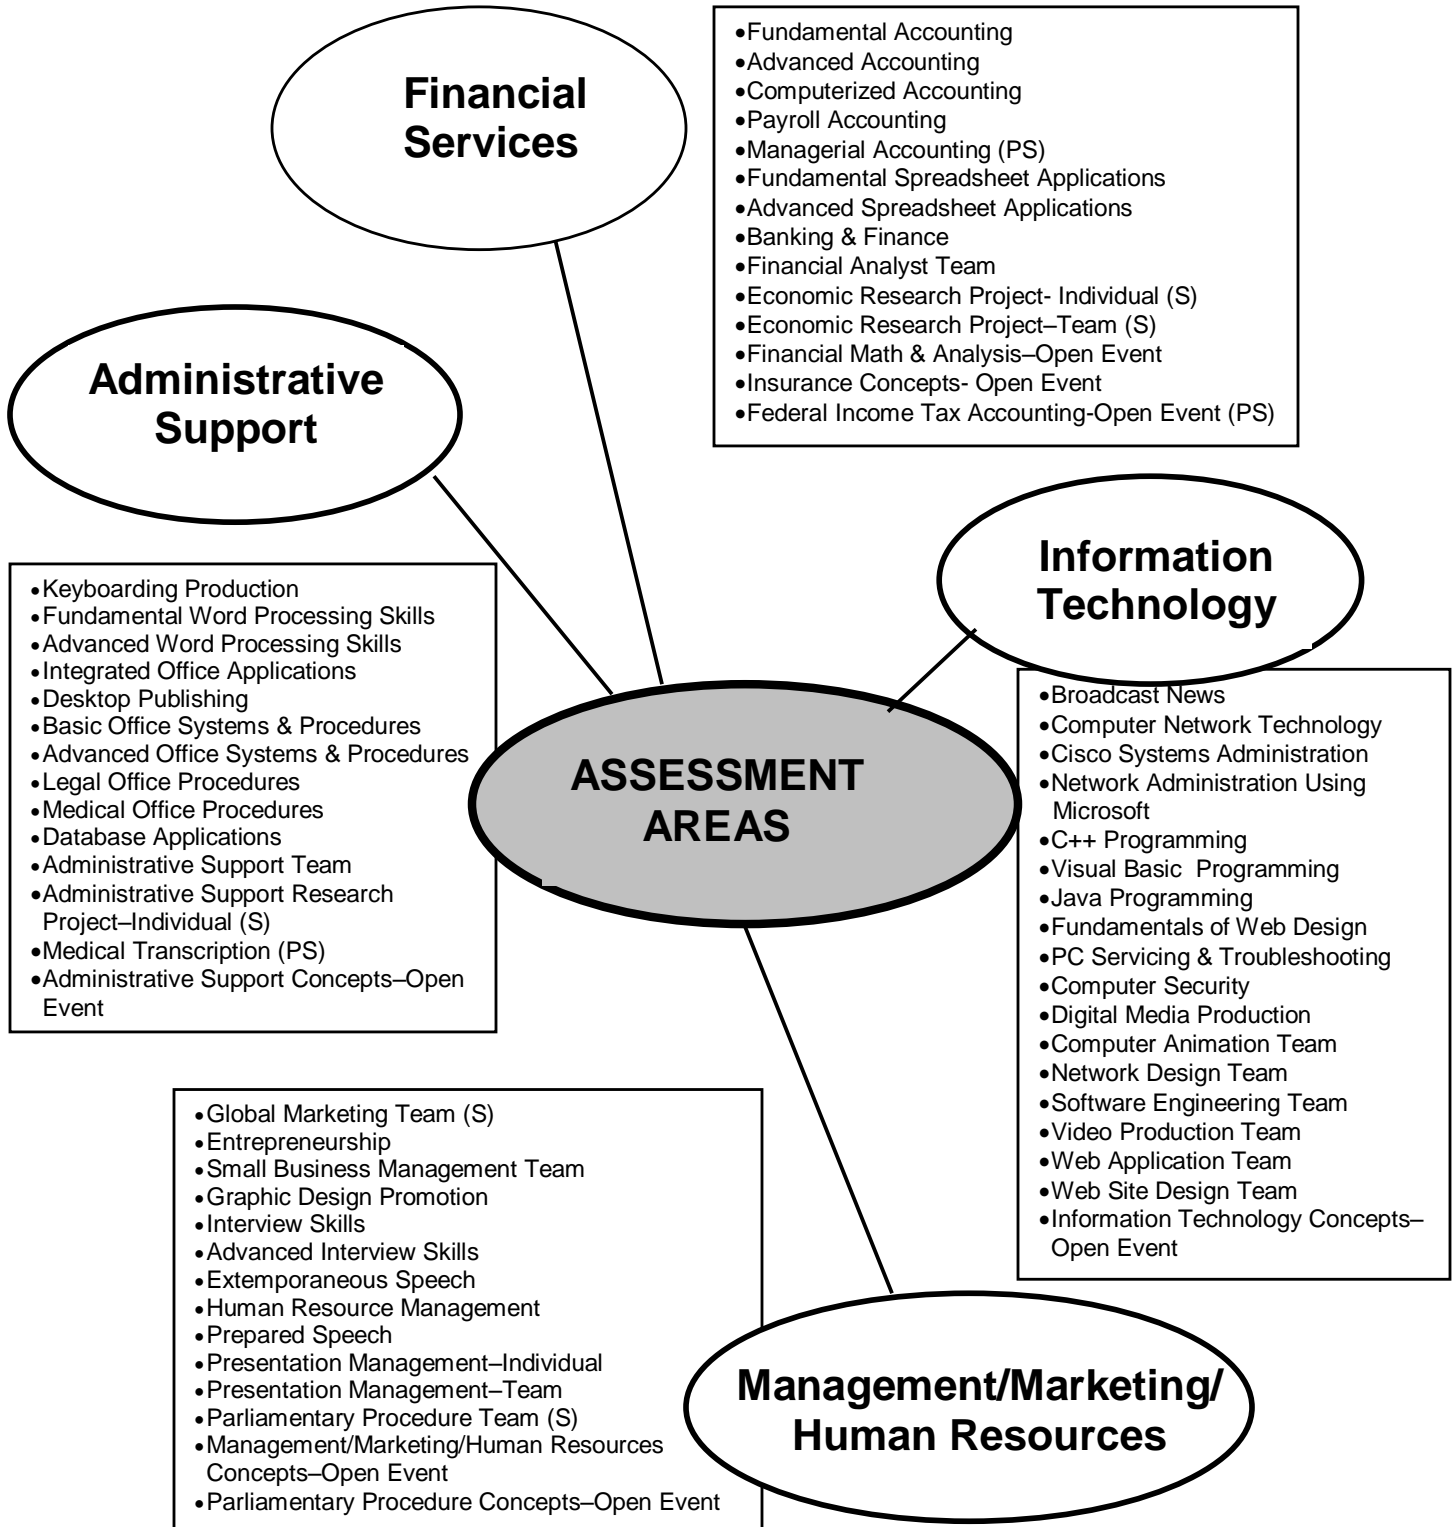 Financial
Services
•Fundamental Accounting
•Advanced Accounting
•Computerized Accounting
•Payroll Accounting
•Managerial Accounting (PS)
•Fundamental Spreadsheet Applications
•Advanced Spreadsheet Applications
•Banking & Finance
•Financial Analyst Team
•Economic Research Project- Individual (S)
•Economic Research Project–Team (S)
•Financial Math & Analysis–Open Event
•Insurance Concepts- Open Event
•Federal Income Tax Accounting-Open Event (PS)
Administrative
Support
•Keyboarding Production
•Fundamental Word Processing Skills
•Advanced Word Processing Skills
•Integrated Office Applications
•Desktop Publishing
•Basic Office Systems & Procedures
•Advanced Office Systems & Procedures
•Legal Office Procedures
•Medical Office Procedures
•Database Applications
•Administrative Support Team
•Administrative Support Research
Project–Individual (S)
•Medical Transcription (PS)
•Administrative Support Concepts–Open
Event
ASSESSMENT
AREAS
Information
Technology
•Broadcast News
•Computer Network Technology
•Cisco Systems Administration
•Network Administration Using
Microsoft
•C++ Programming
•Visual Basic  Programming
•Java Programming
•Fundamentals of Web Design
•PC Servicing & Troubleshooting
•Computer Security
•Digital Media Production
•Computer Animation Team
•Network Design Team
•Software Engineering Team
•Video Production Team
•Web Application Team
•Web Site Design Team
•Information Technology Concepts–
Open Event
•Global Marketing Team (S)
•Entrepreneurship
•Small Business Management Team
•Graphic Design Promotion
•Interview Skills
•Advanced Interview Skills
•Extemporaneous Speech
•Human Resource Management
•Prepared Speech
•Presentation Management–Individual
•Presentation Management–Team
•Parliamentary Procedure Team (S)
•Management/Marketing/Human Resources
Concepts–Open Event
•Parliamentary Procedure Concepts–Open Event
Management/Marketing/
Human Resources